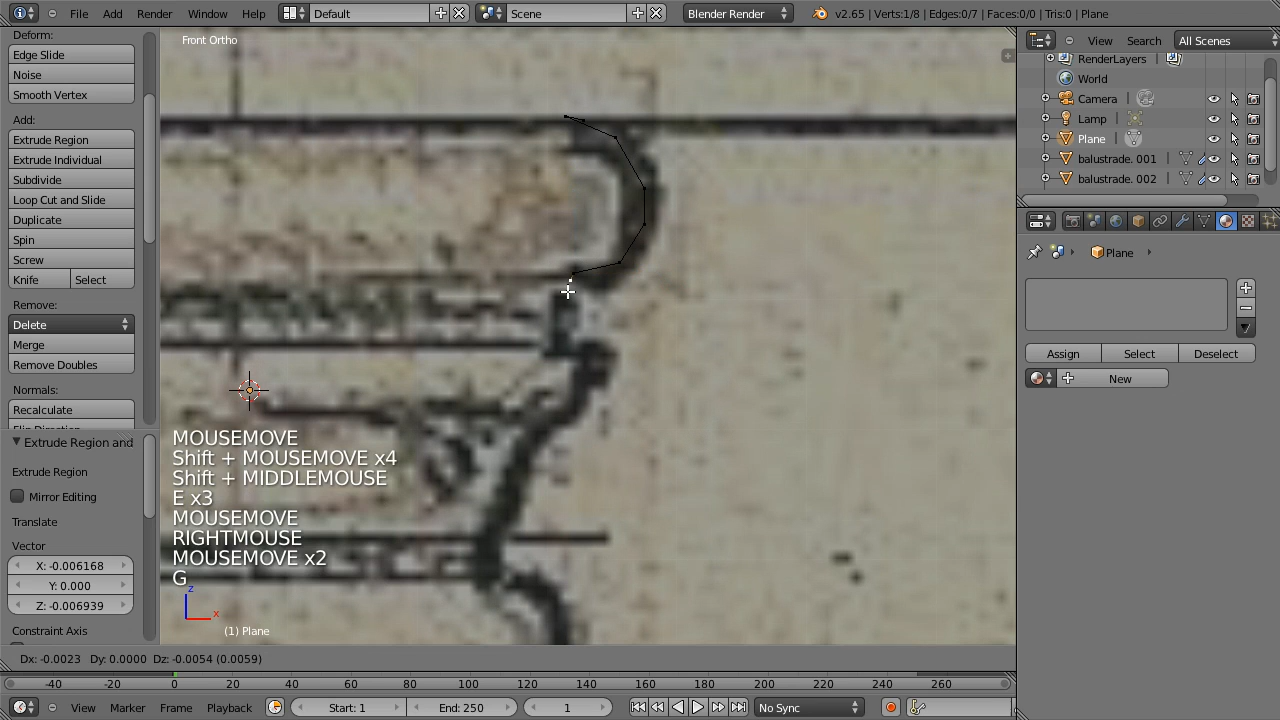 File Add Render Window Help Default Scene Blender Render v2.65 | Verts:1/8 | Edges:0/7 | Faces:0/0 | Tris:0 | Plane
Deform:
Edge Slide
Noise
Smooth Vertex
Add:
Extrude Region
Extrude Individual
Subdivide
Loop Cut and Slide
Duplicate
Spin
Screw
Knife Select
Remove:
Delete
Merge
Remove Doubles
Normals:
Recalculate
Extrude Region and
Extrude Region
Mirror Editing
Translate
Vector
X: -0.006168
Y: 0.000
Z: -0.006939
Constraint Axis
Front Ortho
MOUSEMOVE
Shift + MOUSEMOVE x4
Shift + MIDDLEMOUSE
E x3
MOUSEMOVE
RIGHTMOUSE
MOUSEMOVE x2
G
z
x
(1) Plane
Dx: -0.0023 Dy: 0.0000 Dz: -0.0054 (0.0059)
-40 -20 0 20 40 60 80 100 120 140 160 180 200 220 240 260
View Marker Frame Playback Start: 1 End: 250 1 No Sync
View Search All Scenes
RenderLayers |
World
Camera |
Lamp |
Plane |
balustrade. 001
balustrade. 002
Plane
Assign Select Deselect
New